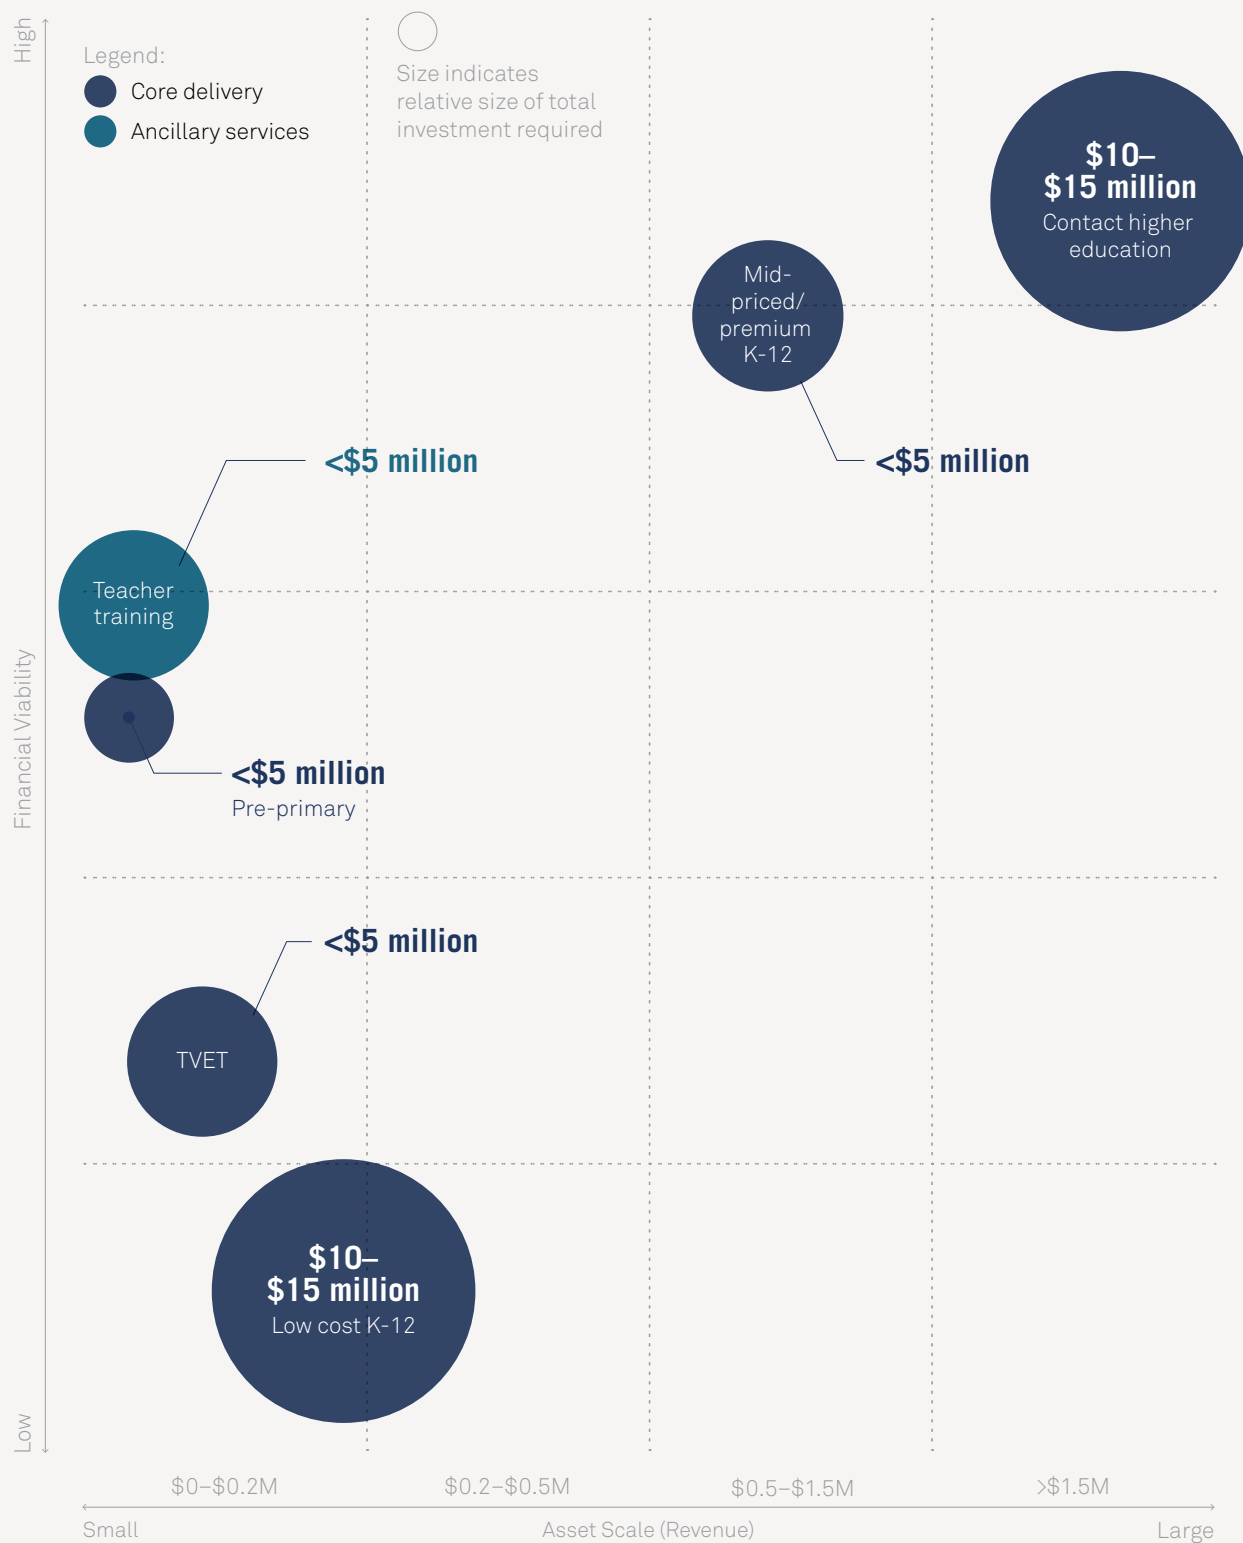 High
Legend:
Core delivery
Ancillary services
Size indicates
relative size of total
investment required
$10–
$15 million
Contact higher
education
Mid-
priced/
premium
K-12
<$5 million
<$5 million
Teacher
training
Financial Viability
<$5 million
Pre-primary
<$5 million
TVET
$10–
$15 million
Low cost K-12
Low
$0–$0.2M
$0.2–$0.5M
$0.5–$1.5M
>$1.5M
Small
Asset Scale (Revenue)
Large